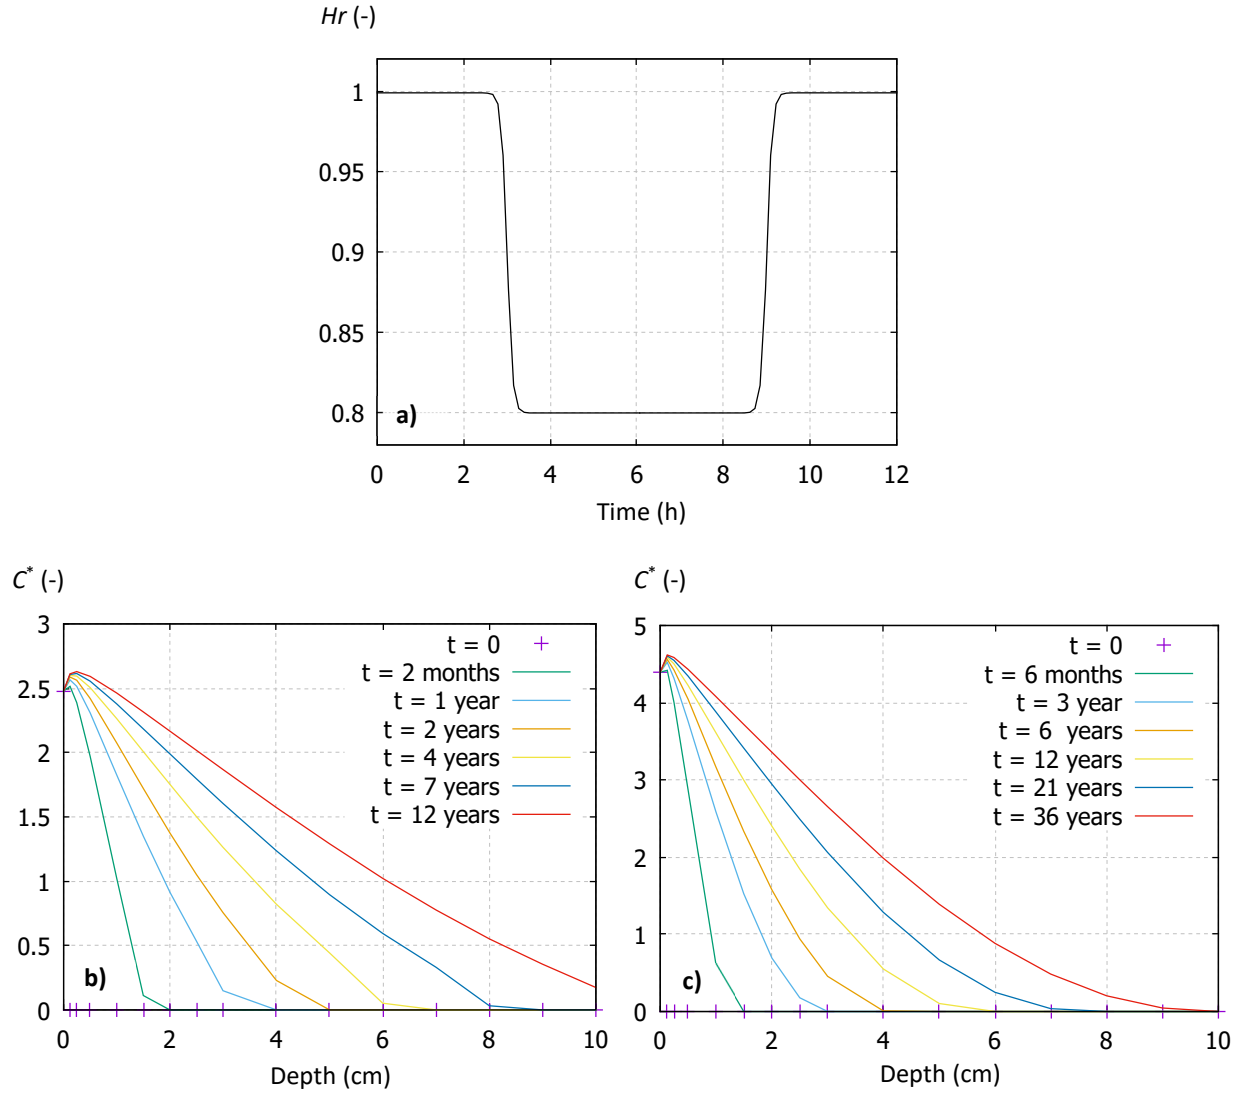 Hr (-)
1
0.95
0.9
0.85
0.8
a)
0 2 4 6 8 10 12
Time (h)
C* (-)
3
2.5
2
1.5
1
0.5
0
t = 0
t = 2 months
t = 1 year
t = 2 years
t = 4 years
t = 7 years
t = 12 years
b)
0 2 4 6 8 10
Depth (cm)
C* (-)
5
4
3
2
1
0
t = 0
t = 6 months
t = 3 year
t = 6 years
t = 12 years
t = 21 years
t = 36 years
c)
0 2 4 6 8 10
Depth (cm)